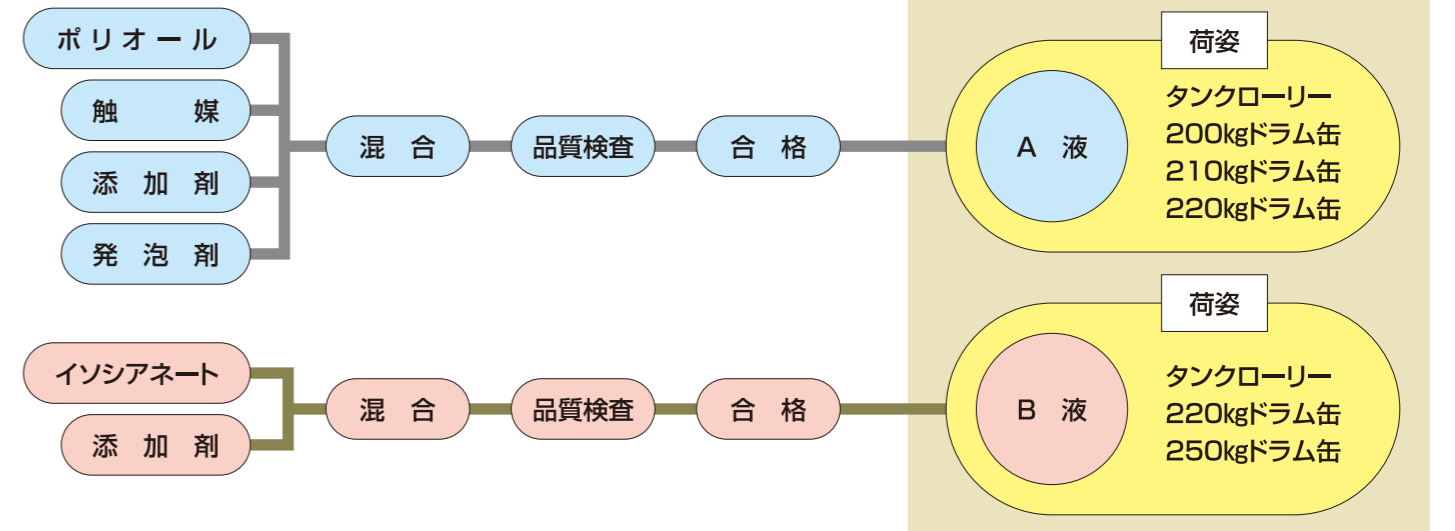 ポリオール
触媒
添加剤
発泡剤
混合
品質検査
合格
A液
荷姿
タンクローリー
200kgドラム缶
210kgドラム缶
220kgドラム缶
イソシアネート
添加剤
混合
品質検査
合格
B液
荷姿
タンクローリー
220kgドラム缶
250kgドラム缶